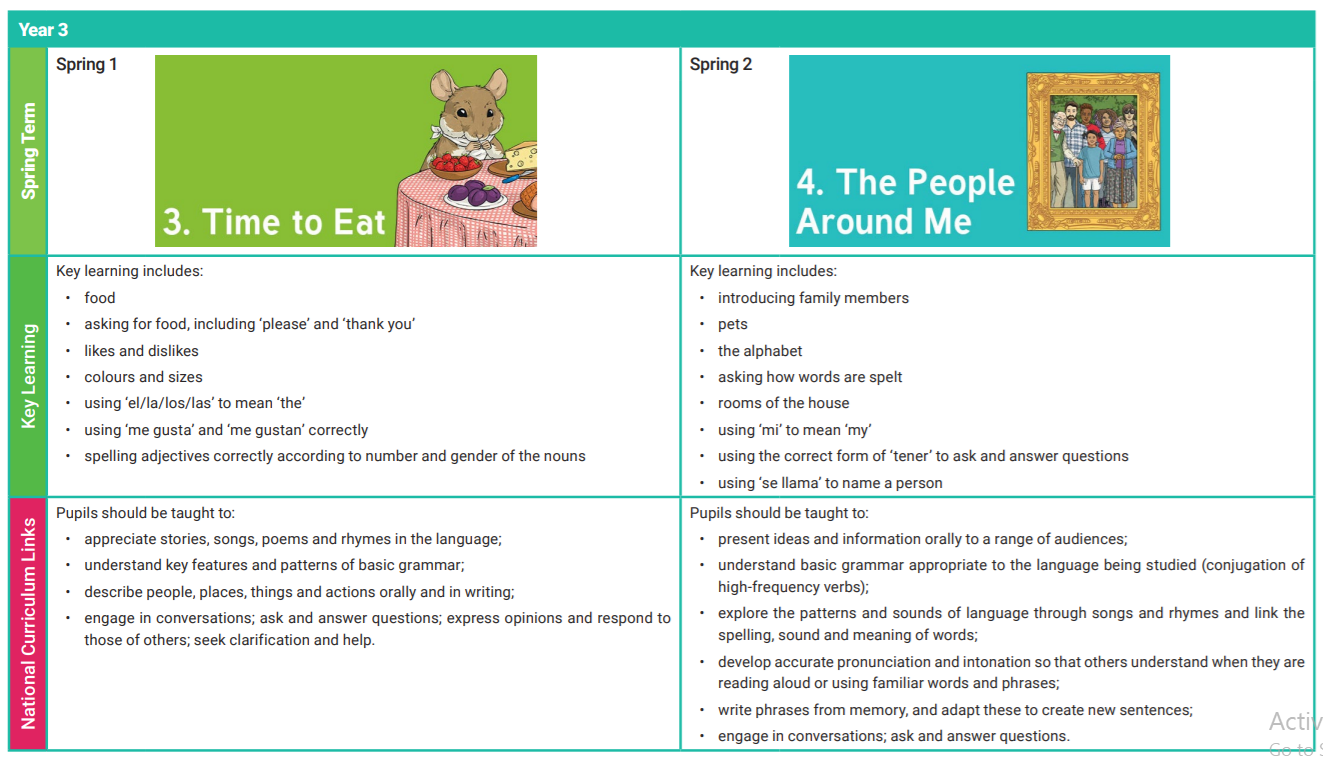 Year 3
Spring Term
Spring 1
3. Time to Eat
Spring 2
4. The People
Around Me
Key Learning
Key learning includes:
• food
• asking for food, including ‘please’ and ‘thank you’
• likes and dislikes
• colours and sizes
• using ‘el/la/los/las’ to mean ‘the’
• using ‘me gusta’ and ‘me gustan’ correctly
• spelling adjectives correctly according to number and gender of the nouns
Key learning includes:
• introducing family members
• pets
• the alphabet
• asking how words are spelt
• rooms of the house
• using ‘mi’ to mean ‘my’
• using the correct form of ‘tener’ to ask and answer questions
• using ‘se llama’ to name a person
National Curriculum Links
Pupils should be taught to:
• appreciate stories, songs, poems and rhymes in the language;
• understand key features and patterns of basic grammar;
• describe people, places, things and actions orally and in writing;
• engage in conversations; ask and answer questions; express opinions and respond to
those of others; seek clarification and help.
Pupils should be taught to:
• present ideas and information orally to a range of audiences;
• understand basic grammar appropriate to the language being studied (conjugation of
high-frequency verbs);
• explore the patterns and sounds of language through songs and rhymes and link the
spelling, sound and meaning of words;
• develop accurate pronunciation and intonation so that others understand when they are
reading aloud or using familiar words and phrases;
• write phrases from memory, and adapt these to create new sentences;
• engage in conversations; ask and answer questions.
Activ
Go to S